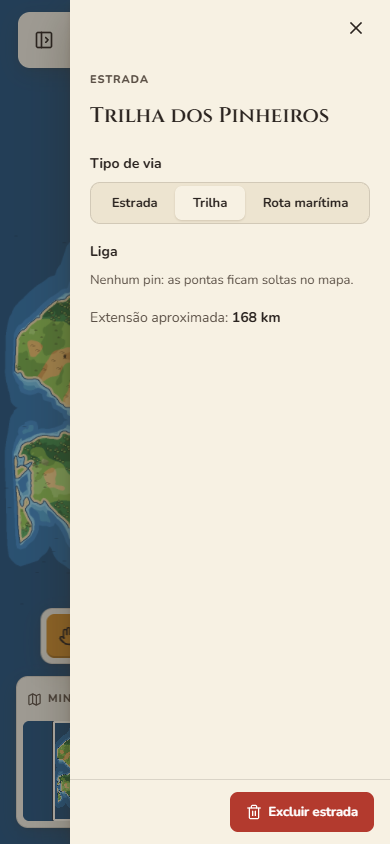 ESTRADA
Trilha dos Pinheiros
Tipo de via
Estrada
Trilha
Rota marítima
Liga
Nenhum pin: as pontas ficam soltas no mapa.
Extensão aproximada: 168 km
MIN
Excluir estrada